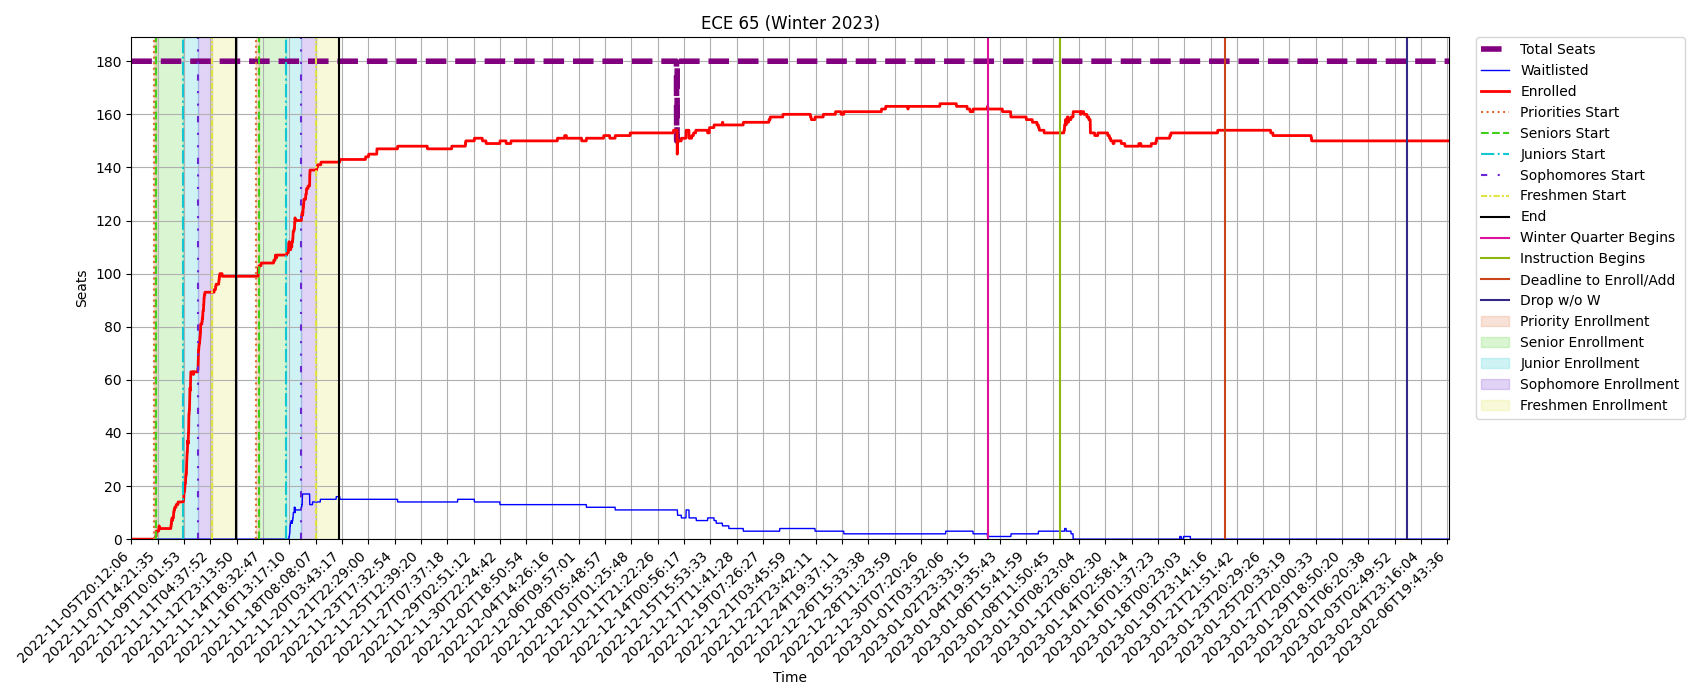 ECE 65 (Winter 2023)
Seats
180
160
140
120
100
80
60
40
20
0
2022-11-05T20:12:06
2022-11-07T14:21:35
2022-11-09T10:01:53
2022-11-11T04:37:52
2022-11-12T23:13:50
2022-11-14T18:32:47
2022-11-16T13:17:10
2022-11-18T08:08:07
2022-11-20T03:43:17
2022-11-21T22:29:00
2022-11-23T17:32:54
2022-11-25T12:39:20
2022-11-27T07:37:18
2022-11-29T02:51:12
2022-11-30T22:24:42
2022-12-02T18:50:54
2022-12-04T14:26:16
2022-12-06T09:57:01
2022-12-08T05:48:57
2022-12-10T01:25:48
2022-12-11T21:22:26
2022-12-14T00:56:17
2022-12-15T15:53:33
2022-12-17T11:41:28
2022-12-19T07:26:27
2022-12-21T03:45:59
2022-12-22T23:42:11
2022-12-24T19:37:11
2022-12-26T15:33:38
2022-12-28T11:23:59
2022-12-30T07:20:26
2023-01-01T03:32:06
2023-01-02T23:33:15
2023-01-04T19:35:43
2023-01-06T15:41:59
2023-01-08T11:50:45
2023-01-10T08:23:04
2023-01-12T06:02:30
2023-01-14T02:58:14
2023-01-16T01:37:23
2023-01-18T00:23:03
2023-01-19T23:14:16
2023-01-21T21:51:42
2023-01-23T20:29:26
2023-01-25T20:33:19
2023-01-27T20:00:33
2023-01-29T18:50:20
2023-02-01T06:20:38
2023-02-03T02:49:52
2023-02-04T23:16:04
2023-02-06T19:43:36
Time
Total Seats
Waitlisted
Enrolled
Priorities Start
Seniors Start
Juniors Start
Sophomores Start
Freshmen Start
End
Winter Quarter Begins
Instruction Begins
Deadline to Enroll/Add
Drop w/o W
Priority Enrollment
Senior Enrollment
Junior Enrollment
Sophomore Enrollment
Freshmen Enrollment